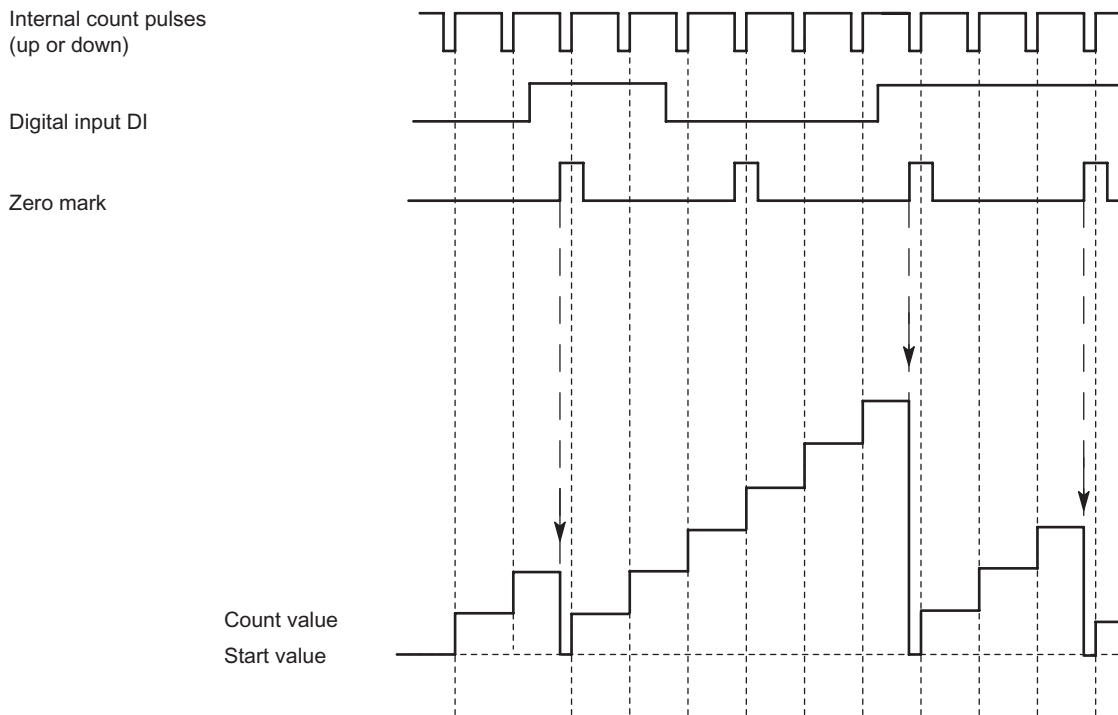 Internal count pulses
(up or down)
Digital input DI
Zero mark
Count value
Start value